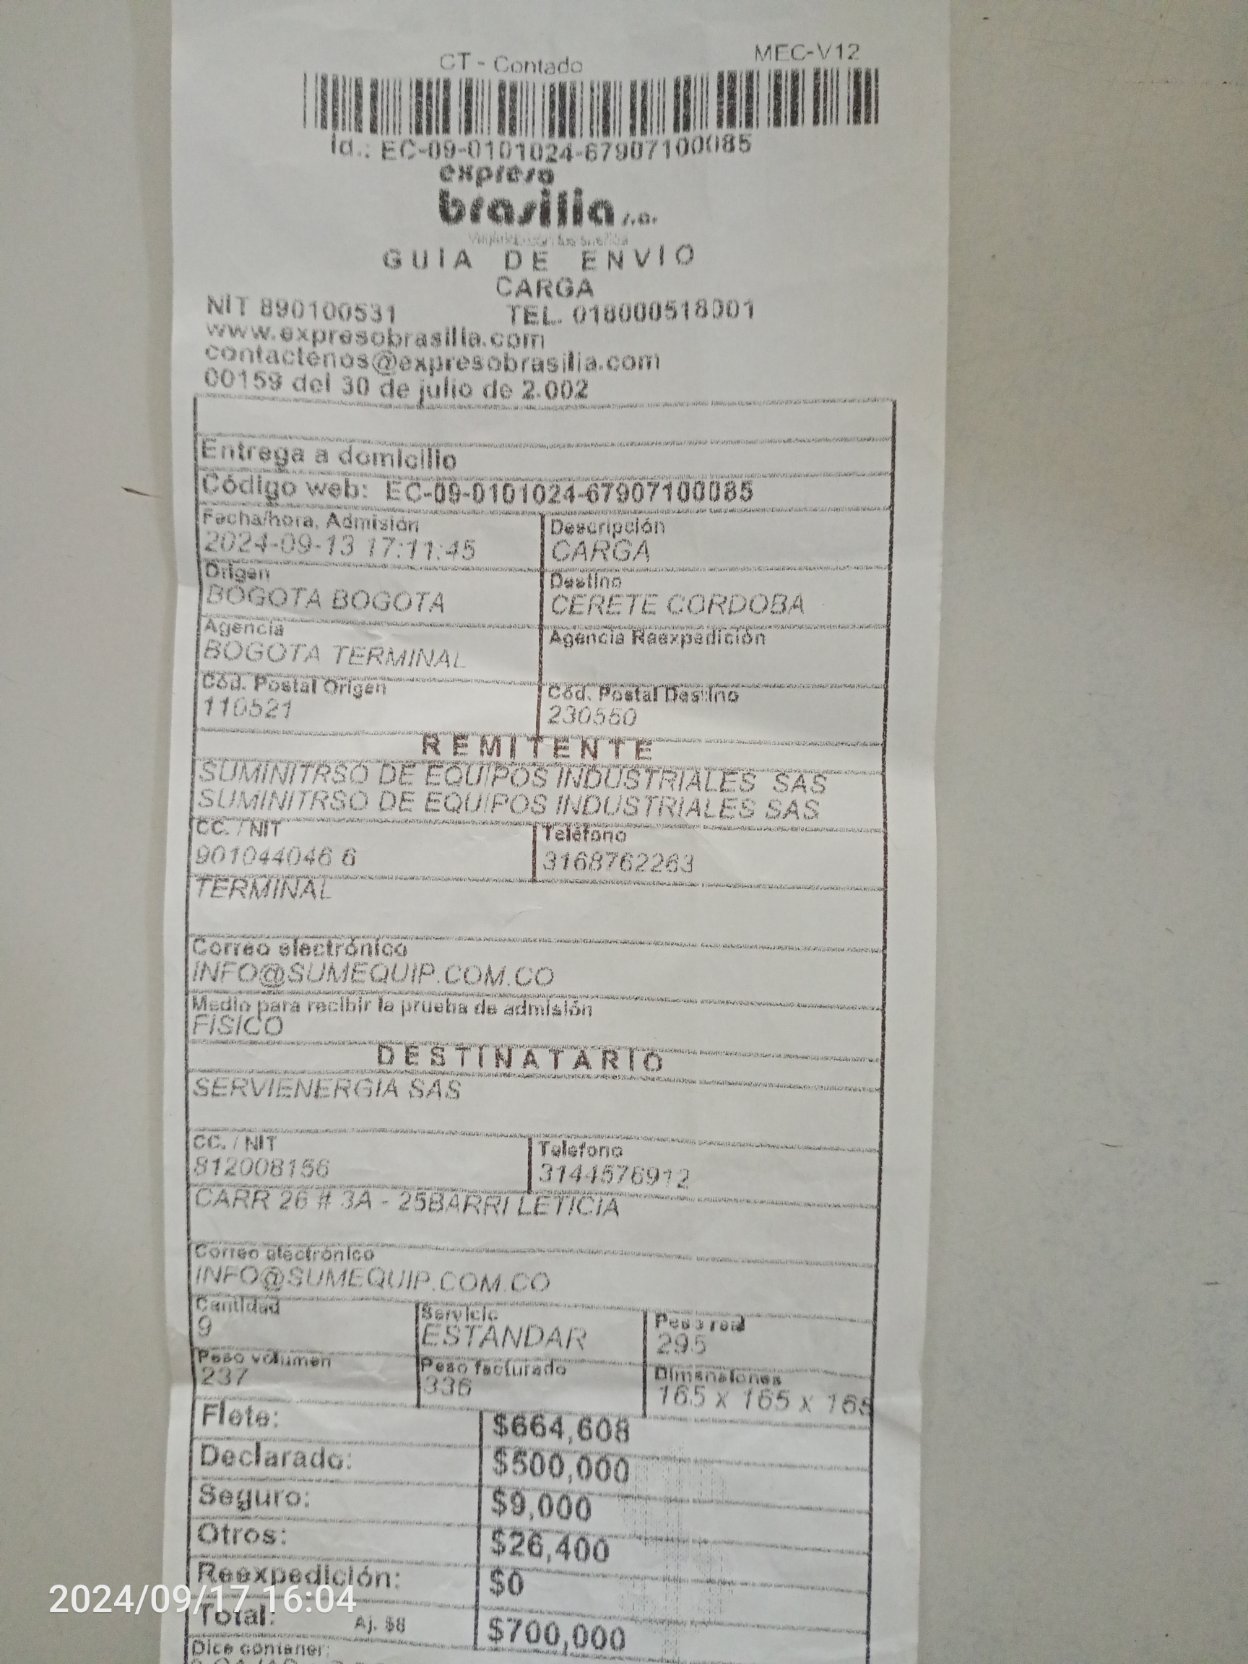 CT - Contado MEC-V12
Id.: EC-09-0101024-67907100085
expreso
brasilia s.a.
GUIA DE ENVIO
CARGA
NIT 890100531 TEL. 018000518001
www.expresobrasilia.com
contactenos@expresobrasilia.com
00159 del 30 de julio de 2.002
Entrega a domicilio
Código web: EC-09-0101024-67907100085
Fecha/hora, Admisión Descripción
2024-09-13 17:11:45 CARGA
Origen Destino
BOGOTA BOGOTA CERETE CORDOBA
Agencia Agencia Reexpedición
BOGOTA TERMINAL
Cód. Postal Origen Cód. Postal Destino
110521 230550
REMITENTE
SUMINITRSO DE EQUIPOS INDUSTRIALES SAS
SUMINITRSO DE EQUIPOS INDUSTRIALES SAS
CC. / NIT Teléfono
901044046 6 3168762263
TERMINAL
Correo electrónico
INFO@SUMEQUIP.COM.CO
Medio para recibir la prueba de admisión
FISICO
DESTINATARIO
SERVIENERGIA SAS
CC. / NIT Telefono
812008156 3144576912
CARR 26 # 3A - 25BARRI LETICIA
Correo electrónico
INFO@SUMEQUIP.COM.CO
Cantidad Servicio Peso real
9 ESTANDAR 295
Peso volumen Peso facturado Dimensiones
237 336 165 x 165 x 165
Flete: $664,608
Declarado: $500,000
Seguro: $9,000
Otros: $26,400
Reexpedición: $0
Total: Aj. $8 $700,000
Dice contener:
2024/09/17 16:04